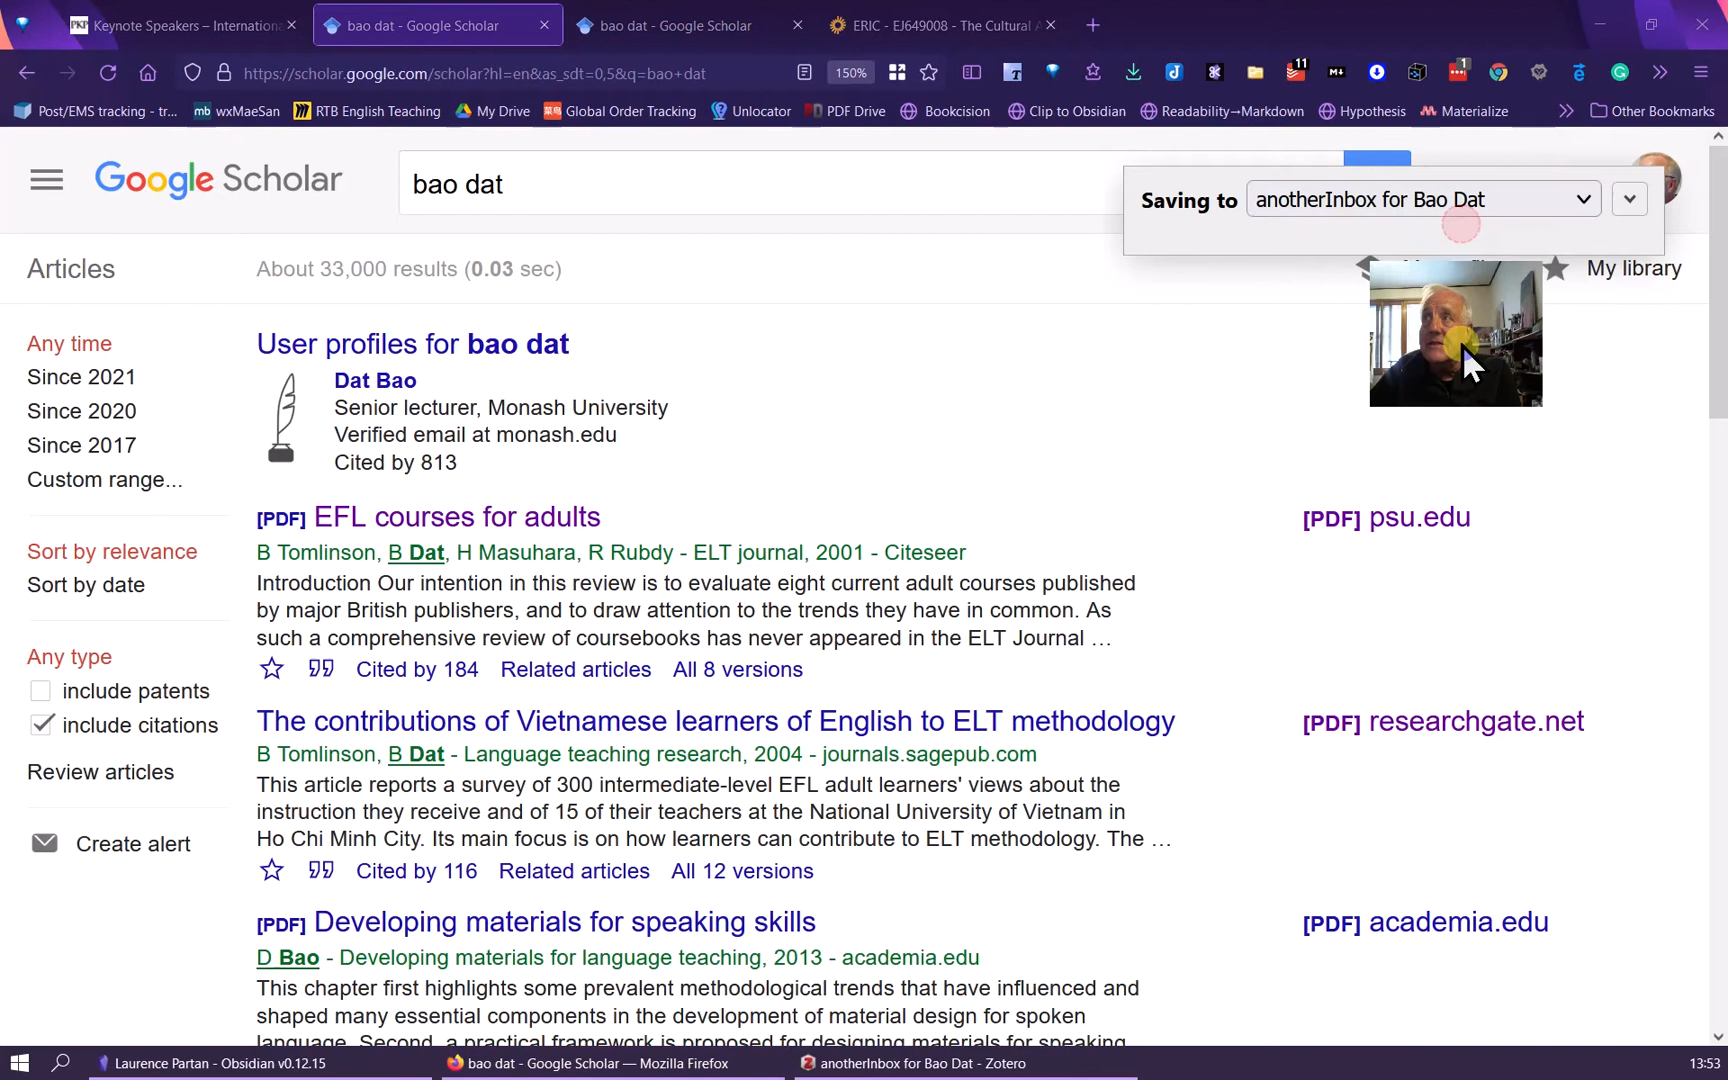 PKP Keynote Speakers – Internationa
bao dat - Google Scholar
bao dat - Google Scholar
ERIC - EJ649008 - The Cultural A
https://scholar.google.com/scholar?hl=en&as_sdt=0,5&q=bao+dat
150%
11
1
Post/EMS tracking - tr...
mb wxMaeSan
RTB English Teaching
My Drive
Global Order Tracking
Unlocator
PDF Drive
Bookcision
Clip to Obsidian
Readability→Markdown
Hypothesis
Materialize
Other Bookmarks
Google Scholar
bao dat
Saving to
anotherInbox for Bao Dat
Articles
About 33,000 results (0.03 sec)
My library
Any time
Since 2021
Since 2020
Since 2017
Custom range...
Sort by relevance
Sort by date
Any type
include patents
include citations
Review articles
Create alert
User profiles for bao dat
Dat Bao
Senior lecturer, Monash University
Verified email at monash.edu
Cited by 813
[PDF] EFL courses for adults
[PDF] psu.edu
B Tomlinson, B Dat, H Masuhara, R Rubdy - ELT journal, 2001 - Citeseer
Introduction Our intention in this review is to evaluate eight current adult courses published
by major British publishers, and to draw attention to the trends they have in common. As
such a comprehensive review of coursebooks has never appeared in the ELT Journal …
Cited by 184 Related articles All 8 versions
The contributions of Vietnamese learners of English to ELT methodology
[PDF] researchgate.net
B Tomlinson, B Dat - Language teaching research, 2004 - journals.sagepub.com
This article reports a survey of 300 intermediate-level EFL adult learners' views about the
instruction they receive and of 15 of their teachers at the National University of Vietnam in
Ho Chi Minh City. Its main focus is on how learners can contribute to ELT methodology. The …
Cited by 116 Related articles All 12 versions
[PDF] Developing materials for speaking skills
[PDF] academia.edu
D Bao - Developing materials for language teaching, 2013 - academia.edu
This chapter first highlights some prevalent methodological trends that have influenced and
shaped many essential components in the development of material design for spoken
language. Second, a practical framework is proposed for designing materials for speaking
Laurence Partan - Obsidian v0.12.15
bao dat - Google Scholar — Mozilla Firefox
anotherInbox for Bao Dat - Zotero
13:53